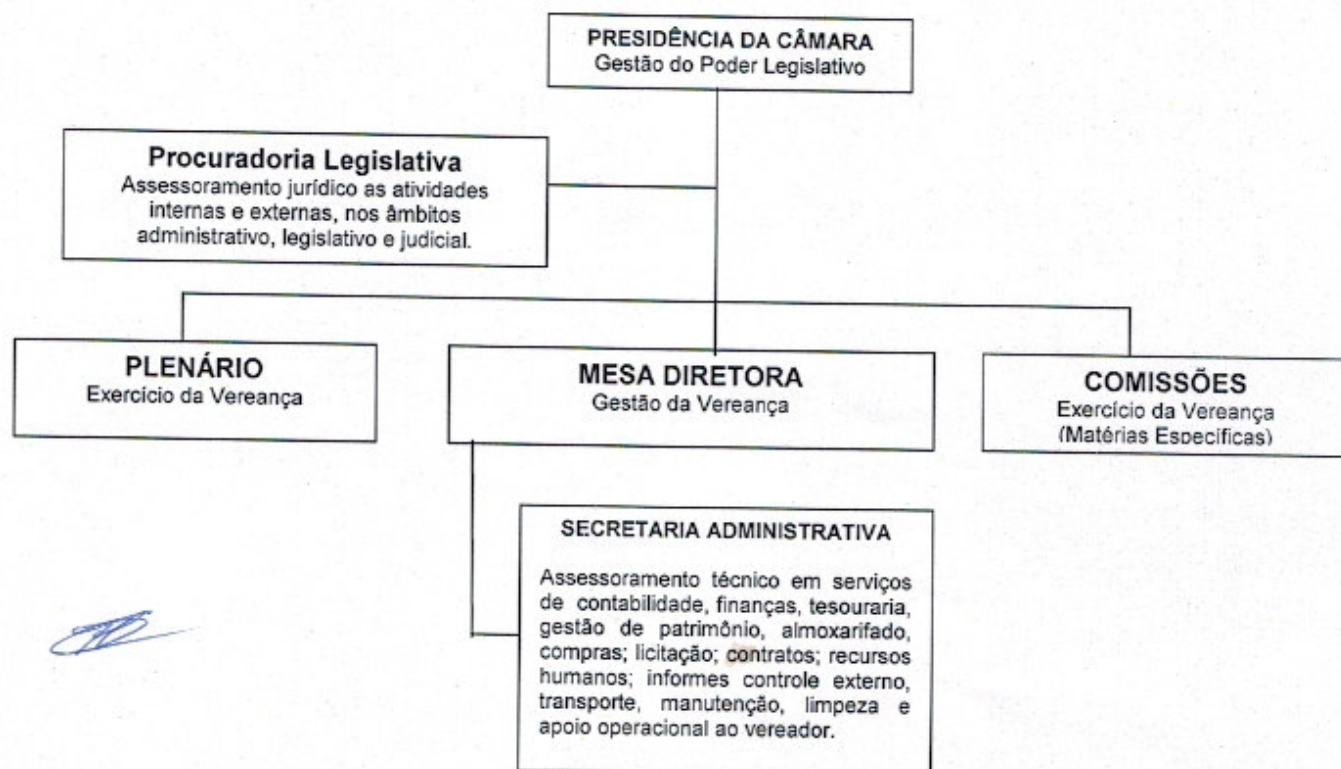 PRESIDÊNCIA DA CÂMARA
Gestão do Poder Legislativo
Procuradoria Legislativa
Assessoramento jurídico as atividades
internas e externas, nos âmbitos
administrativo, legislativo e judicial.
PLENÁRIO
Exercício da Vereança
MESA DIRETORA
Gestão da Vereança
COMISSÕES
Exercício da Vereança
(Matérias Específicas)
SECRETARIA ADMINISTRATIVA
Assessoramento técnico em serviços
de contabilidade, finanças, tesouraria,
gestão de patrimônio, almoxarifado,
compras; licitação; contratos; recursos
humanos; informes controle externo,
transporte, manutenção, limpeza e
apoio operacional ao vereador.